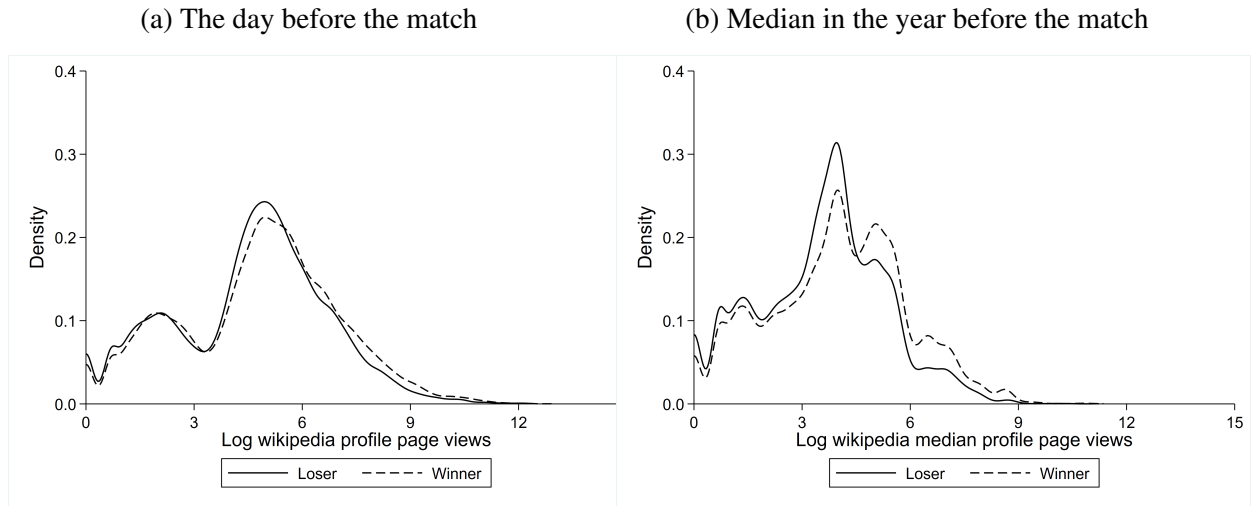 (a) The day before the match
(b) Median in the year before the match
0.4
0.3
0.2
0.1
0.0
Density
0 3 6 9 12
Log wikipedia profile page views
Loser Winner
0.4
0.3
0.2
0.1
0.0
Density
0 3 6 9 12 15
Log wikipedia median profile page views
Loser Winner